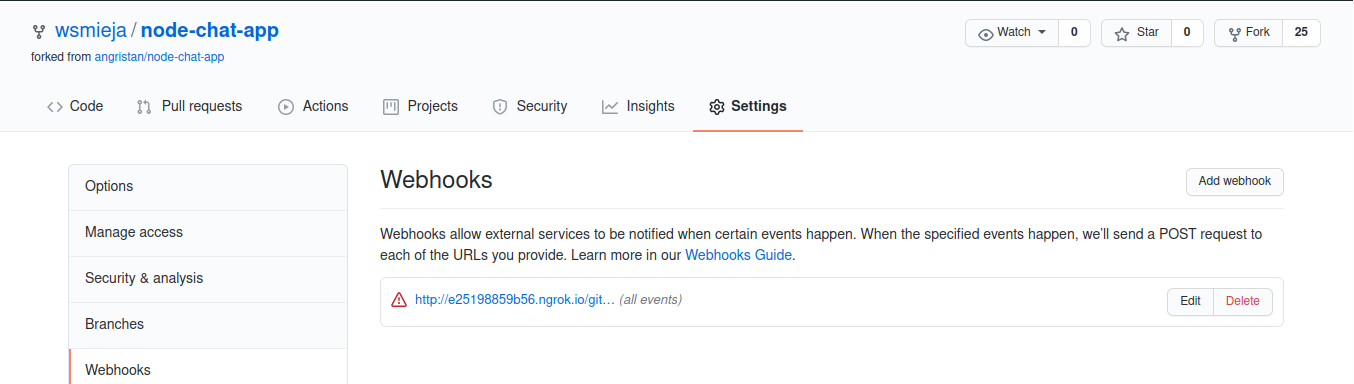 wsmieja / node-chat-app
Watch 0 Star 0 Fork 25
forked from angristan/node-chat-app
Code Pull requests Actions Projects Security Insights Settings
Options
Manage access
Security & analysis
Branches
Webhooks
Webhooks
Add webhook
Webhooks allow external services to be notified when certain events happen. When the specified events happen, we'll send a POST request to
each of the URLs you provide. Learn more in our Webhooks Guide.
http://e25198859b56.ngrok.io/git… (all events)
Edit Delete